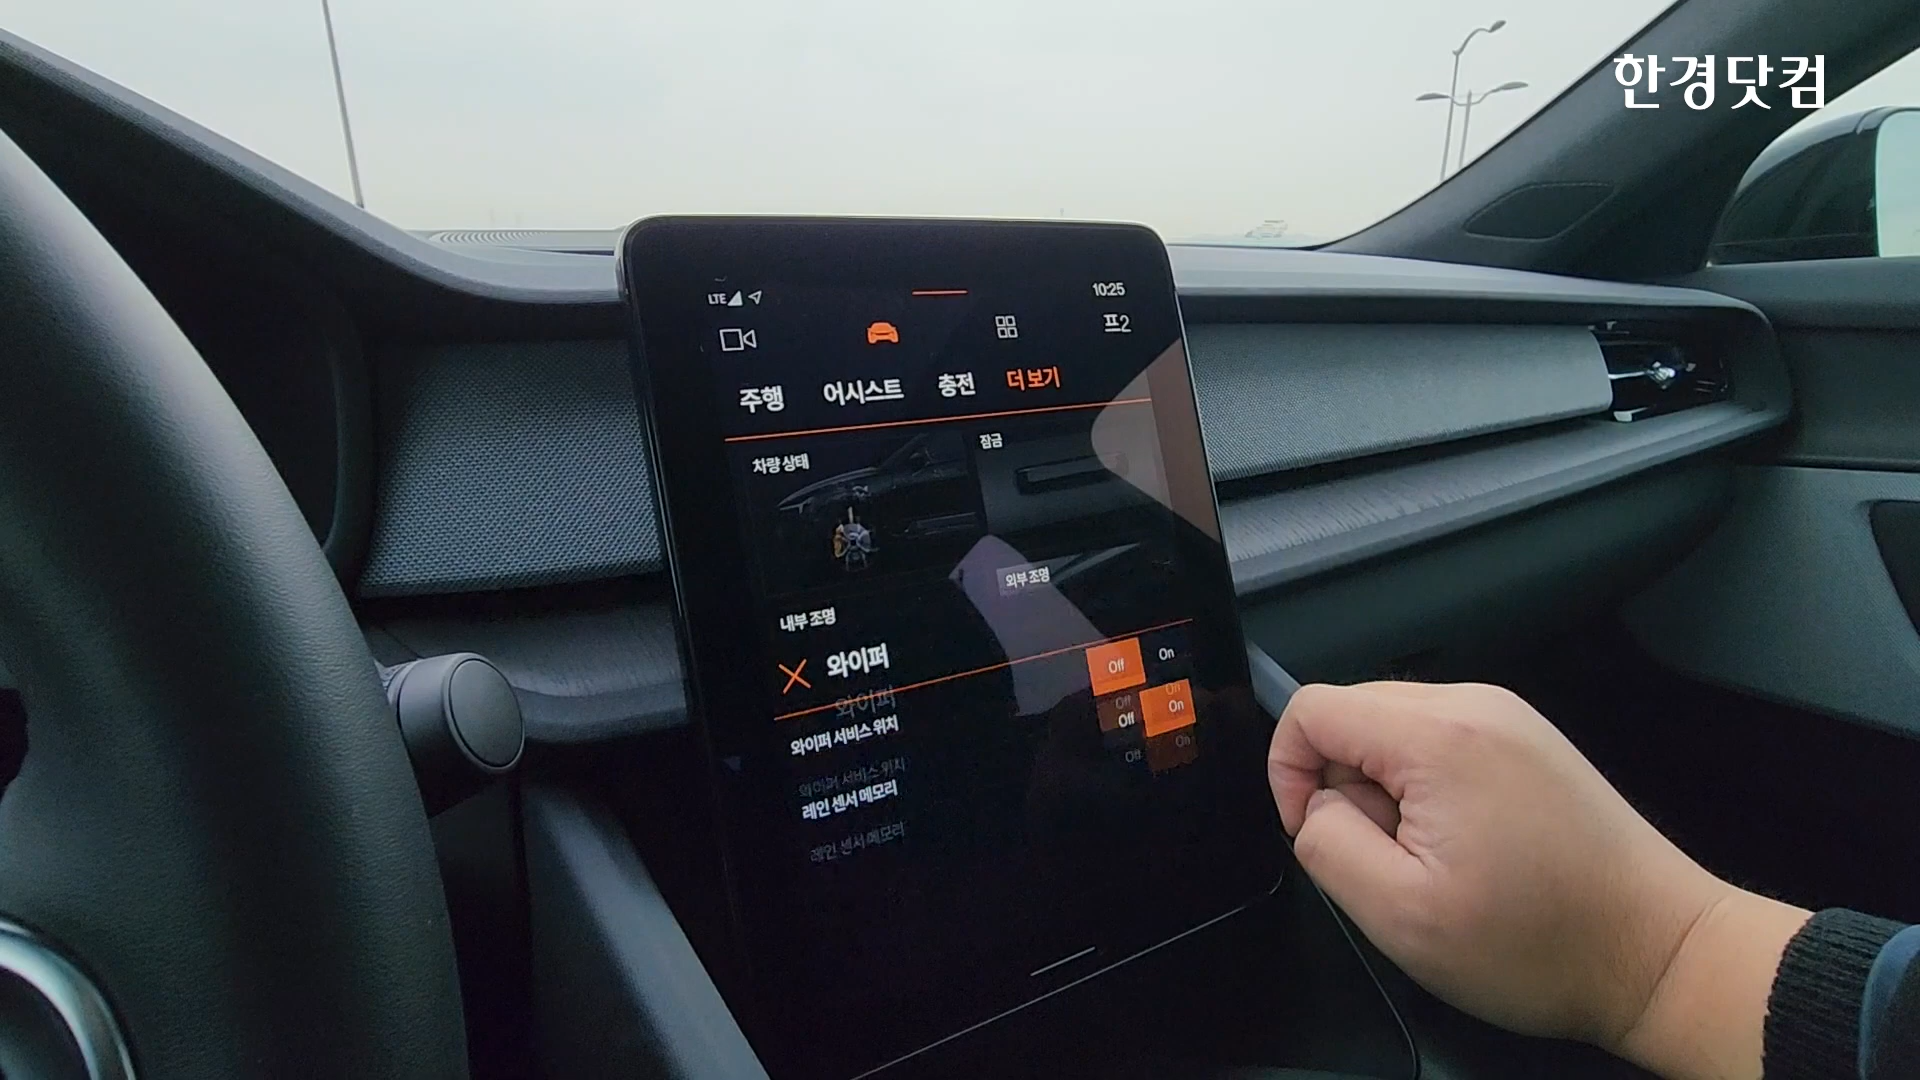 한경닷컴
LTE
10:25
프2
주행 어시스트 충전 더 보기
차량 상태
잠금
외부 조명
내부 조명
와이퍼
Off On
와이퍼
Off On
와이퍼 서비스 위치
Off On
와이퍼 서비스 위치
Off On
레인 센서 메모리
레인 센서 메모리